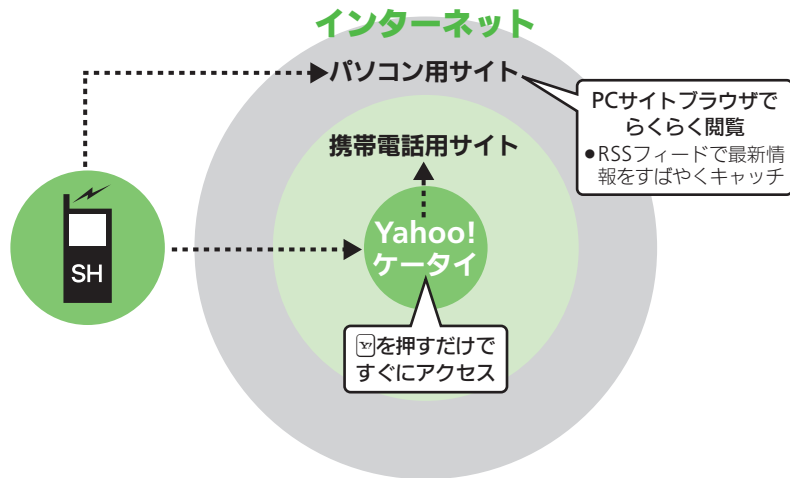 インターネット
パソコン用サイト
PCサイトブラウザで
らくらく閲覧
●RSSフィードで最新情
報をすばやくキャッチ
携帯電話用サイト
Yahoo!
ケータイ
SH
Y!を押すだけで
すぐにアクセス